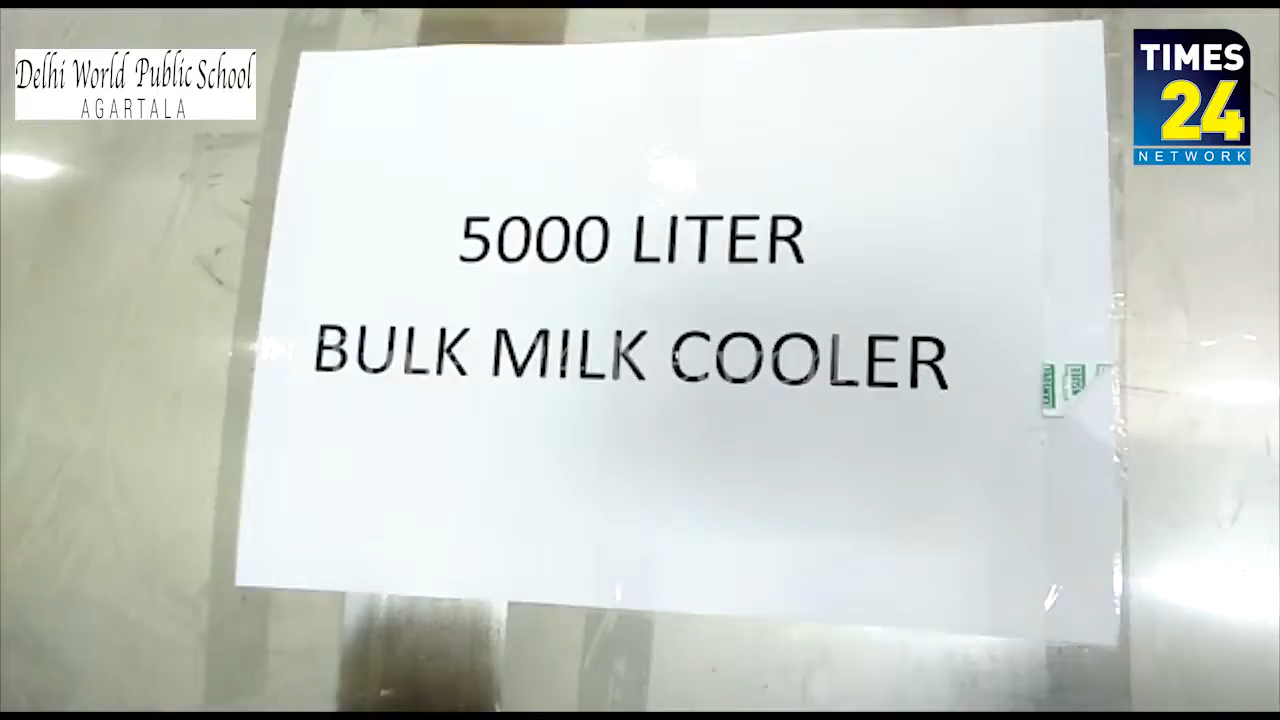 Delhi World Public School
AGARTALA
TIMES
24
NETWORK
5000 LITER
BULK MILK COOLER